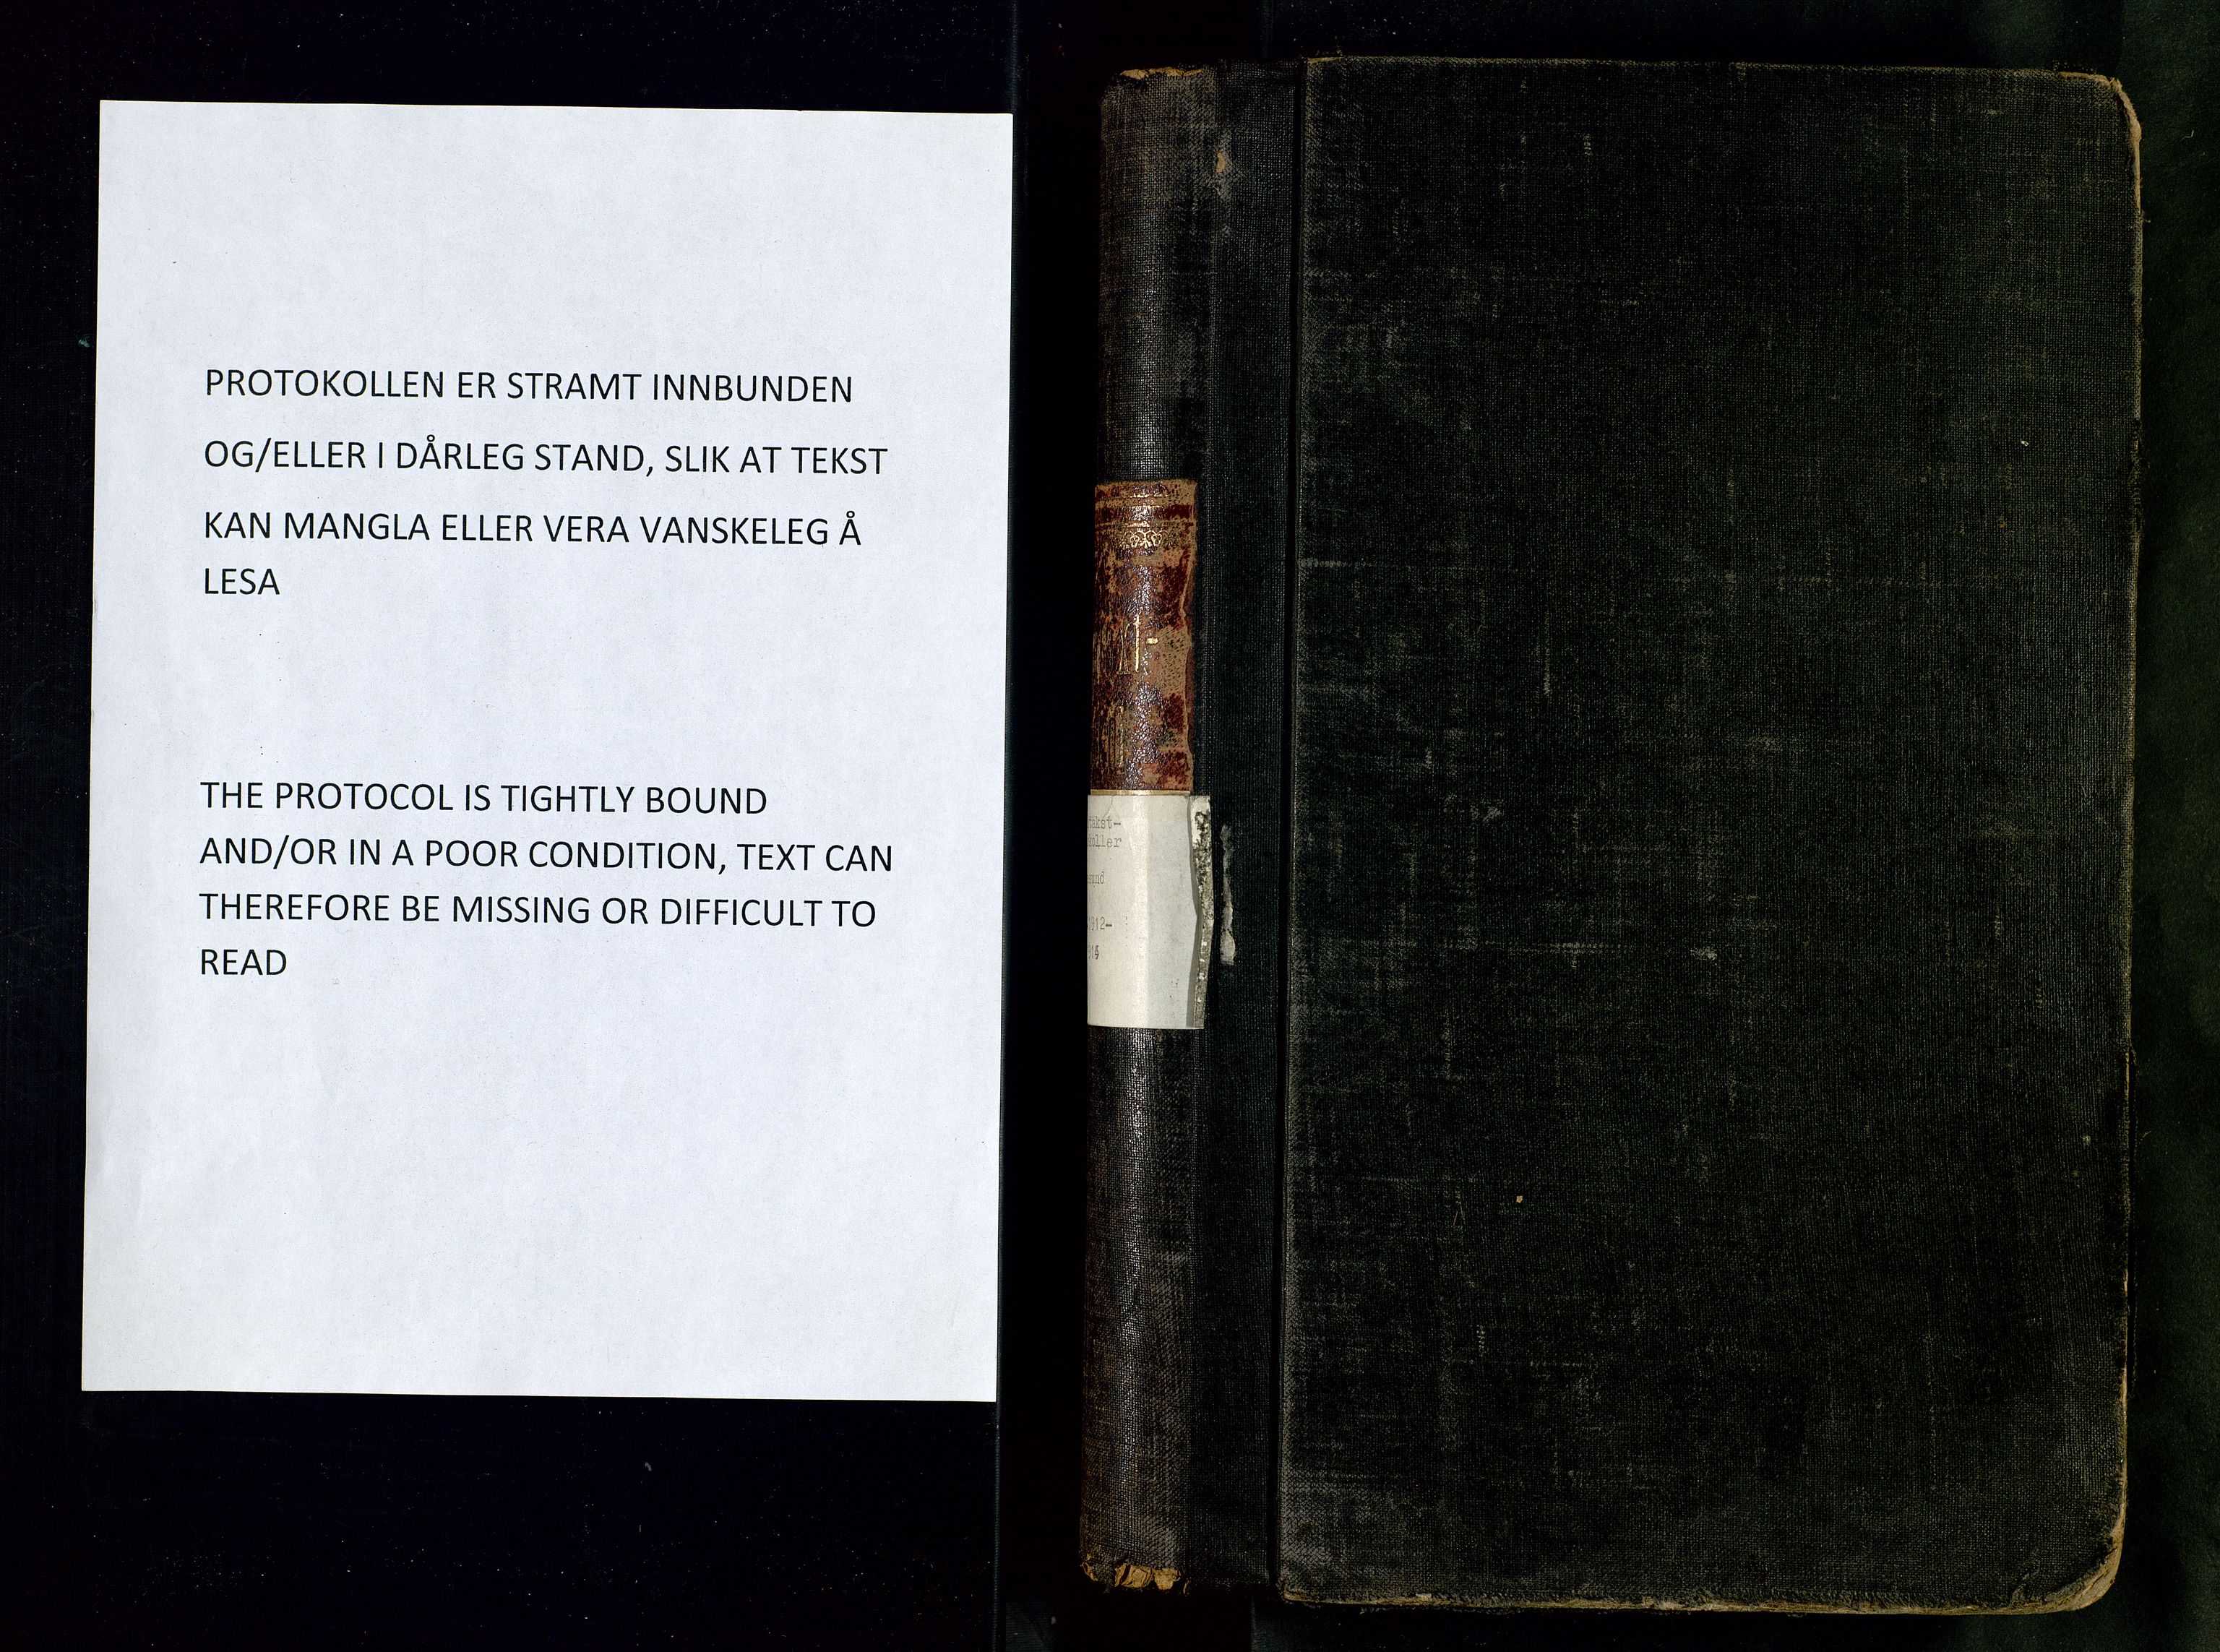 PROTOKOLLEN ER STRAMT INNBUNDEN
OG/ELLER I DÅRLEG STAND, SLIK AT TEKST
KAN MANGLA ELLER VERA VANSKELEG Å
LESA
THE PROTOCOL IS TIGHTLY BOUND
AND/OR IN A POOR CONDITION, TEXT CAN
THEREFORE BE MISSING OR DIFFICULT TO
READ
1912-